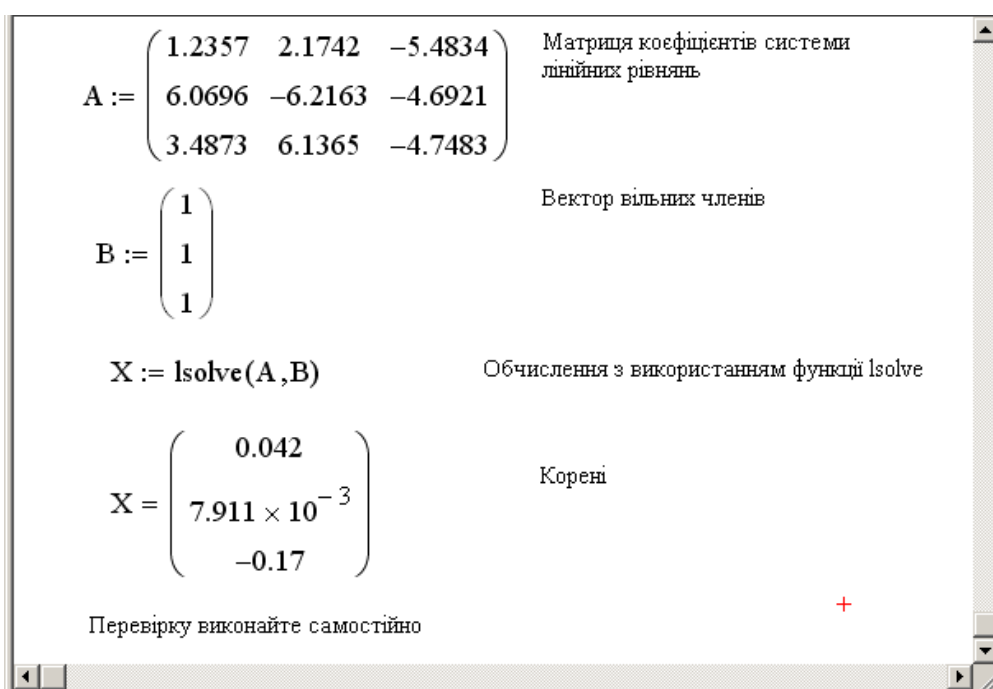 A := ( 1.2357 2.1742 −5.4834 Матриця коєфіцієнтів системи
лінійних рівнянь
6.0696 −6.2163 −4.6921
3.4873 6.1365 −4.7483 )
Вектор вільних членів
B := ( 1
1
1 )
X := lsolve(A,B) Обчислення з використанням функції lsolve
X = ( 0.042
7.911 × 10⁻³
−0.17 )
Корені
Перевірку виконайте самостійно